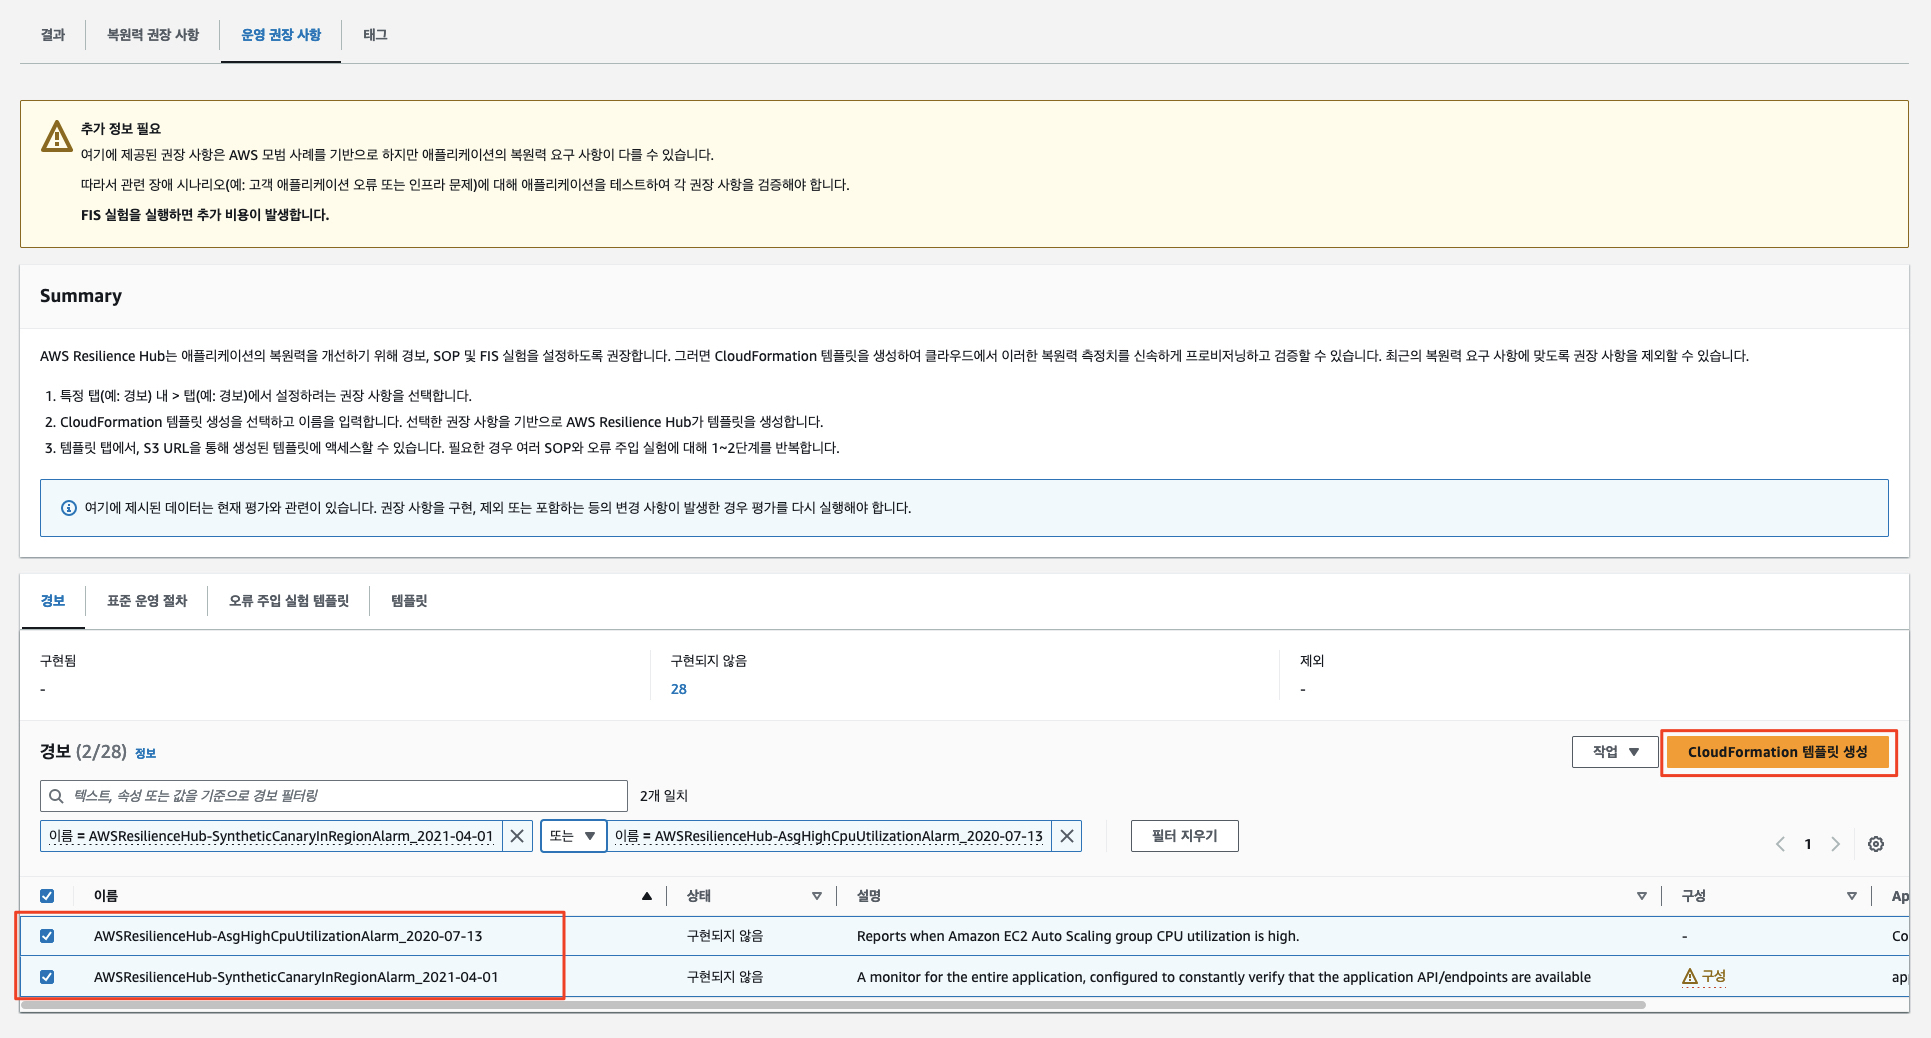 결과
복원력 권장 사항
운영 권장 사항
태그
추가 정보 필요
여기에 제공된 권장 사항은 AWS 모범 사례를 기반으로 하지만 애플리케이션의 복원력 요구 사항이 다를 수 있습니다.
따라서 관련 장애 시나리오(예: 고객 애플리케이션 오류 또는 인프라 문제)에 대해 애플리케이션을 테스트하여 각 권장 사항을 검증해야 합니다.
FIS 실험을 실행하면 추가 비용이 발생합니다.
Summary
AWS Resilience Hub는 애플리케이션의 복원력을 개선하기 위해 경보, SOP 및 FIS 실험을 설정하도록 권장합니다. 그러면 CloudFormation 템플릿을 생성하여 클라우드에서 이러한 복원력 측정치를 신속하게 프로비저닝하고 검증할 수 있습니다. 최근의 복원력 요구 사항에 맞도록 권장 사항을 제외할 수 있습니다.
1. 특정 탭(예: 경보) 내 > 탭(예: 경보)에서 설정하려는 권장 사항을 선택합니다.
2. CloudFormation 템플릿 생성을 선택하고 이름을 입력합니다. 선택한 권장 사항을 기반으로 AWS Resilience Hub가 템플릿을 생성합니다.
3. 템플릿 탭에서, S3 URL을 통해 생성된 템플릿에 액세스할 수 있습니다. 필요한 경우 여러 SOP와 오류 주입 실험에 대해 1~2단계를 반복합니다.
여기에 제시된 데이터는 현재 평가와 관련이 있습니다. 권장 사항을 구현, 제외 또는 포함하는 등의 변경 사항이 발생한 경우 평가를 다시 실행해야 합니다.
경보
표준 운영 절차
오류 주입 실험 템플릿
템플릿
구현됨
-
구현되지 않음
28
제외
-
경보 (2/28) 정보
작업
CloudFormation 템플릿 생성
텍스트, 속성 또는 값을 기준으로 경보 필터링
2개 일치
이름 = AWSResilienceHub-SyntheticCanaryInRegionAlarm_2021-04-01
또는
이름 = AWSResilienceHub-AsgHighCpuUtilizationAlarm_2020-07-13
필터 지우기
1
이름 상태 설명 구성 Ap
AWSResilienceHub-AsgHighCpuUtilizationAlarm_2020-07-13 구현되지 않음 Reports when Amazon EC2 Auto Scaling group CPU utilization is high. - Co
AWSResilienceHub-SyntheticCanaryInRegionAlarm_2021-04-01 구현되지 않음 A monitor for the entire application, configured to constantly verify that the application API/endpoints are available 구성 ap